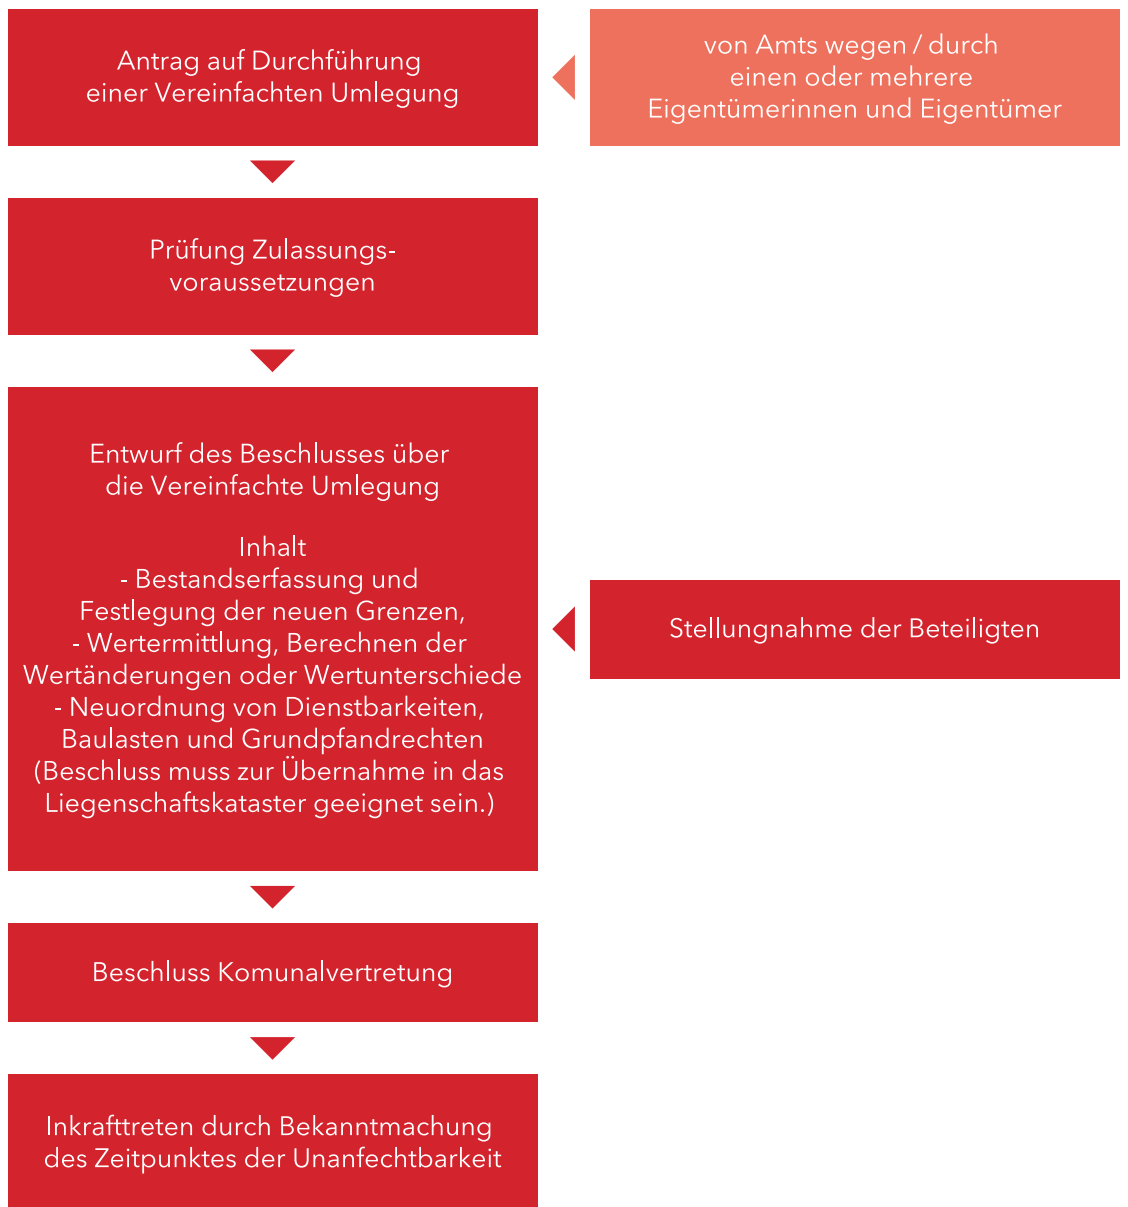 Antrag auf Durchführung
einer Vereinfachten Umlegung
von Amts wegen / durch
einen oder mehrere
Eigentümerinnen und Eigentümer
Prüfung Zulassungs-
voraussetzungen
Entwurf des Beschlusses über
die Vereinfachte Umlegung
Inhalt
- Bestandserfassung und
Festlegung der neuen Grenzen,
- Wertermittlung, Berechnen der
Wertänderungen oder Wertunterschiede
- Neuordnung von Dienstbarkeiten,
Baulasten und Grundpfandrechten
(Beschluss muss zur Übernahme in das
Liegenschaftskataster geeignet sein.)
Stellungnahme der Beteiligten
Beschluss Komunalvertretung
Inkrafttreten durch Bekanntmachung
des Zeitpunktes der Unanfechtbarkeit